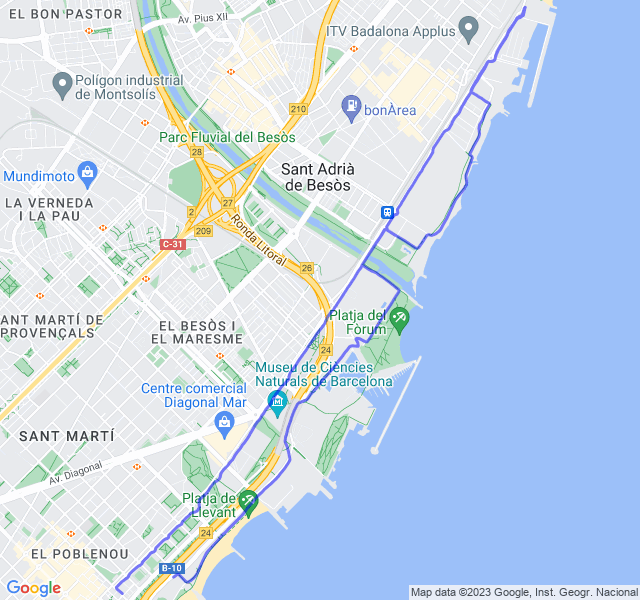 EL BON PASTOR
Av. Pius XII
ITV Badalona Applus
Polígon industrial
de Montsolís
210
bonÀrea
Parc Fluvial del Besòs
28
Sant Adrià
de Besòs
Mundimoto
LA VERNEDA
I LA PAU
2
27
209
Ronda Litoral
C-31
26
SANT MARTÍ DE
PROVENÇALS
EL BESÒS I
EL MARESME
Platja del
Fòrum
24
Museu de Ciències
Naturals de Barcelona
Centre comercial
Diagonal Mar
SANT MARTÍ
Av. Diagonal
Platja de
Llevant
24
EL POBLENOU
B-10
Google
Map data ©2023 Google, Inst. Geogr. Nacional